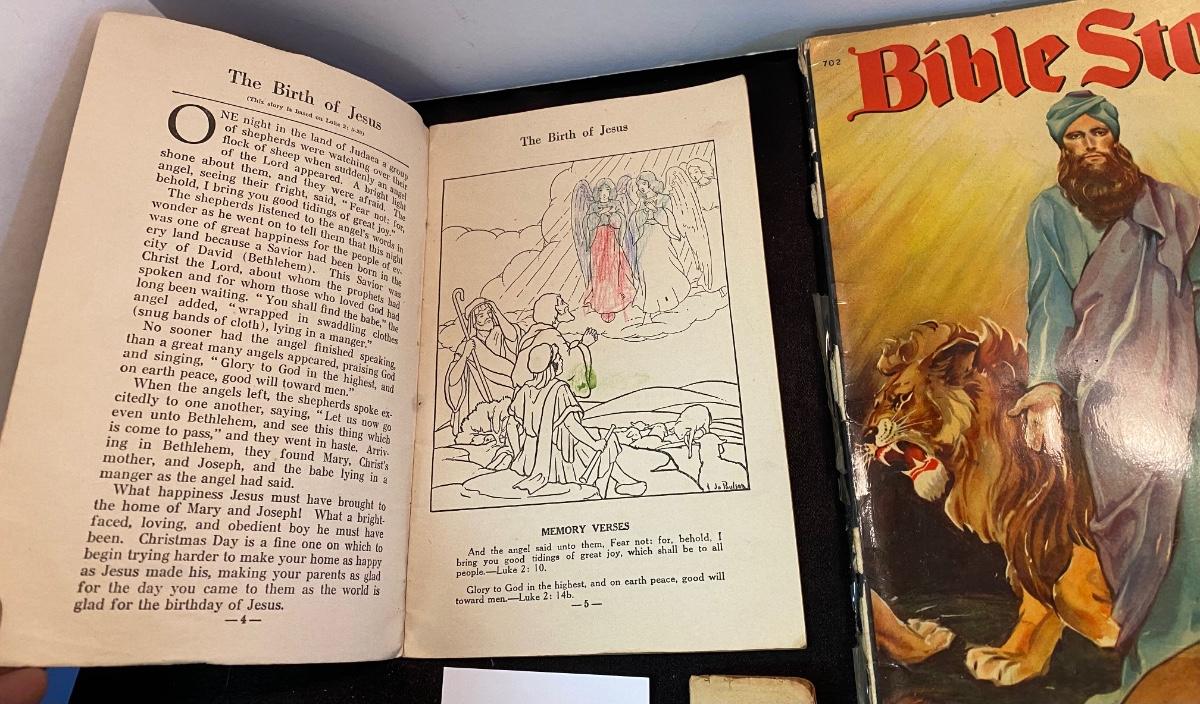 The Birth of Jesus
(This story is based on Luke 2: 8-20)
ONE night in the land of Judaea a group
of shepherds were watching over their
flock of sheep when suddenly an angel
of the Lord appeared. A bright light
shone about them, and they were afraid. The
angel, seeing their fright, said, "Fear not: for,
behold, I bring you good tidings of great joy."
The shepherds listened to the angel's words in
wonder as he went on to tell them that this night
was one of great happiness for the people of ev-
ery land because a Savior had been born in the
city of David (Bethlehem). This Savior was
Christ the Lord, about whom the prophets had
spoken and for whom those who loved God had
long been wailing. "You shall find the babe," the
angel added, "wrapped in swaddling clothes
(snug bands of cloth), lying in a manger."
No sooner had the angel finished speaking,
than a great many angels appeared, praising God
and singing, "Glory to God in the highest, and
on earth peace, good will toward men."
When the angels left, the shepherds spoke ex-
citedly to one another, saying, "Let us now go
even unto Bethlehem, and see this thing which
is come to pass," and they went in haste. Arriv-
ing in Bethlehem, they found Mary, Christ's
mother, and Joseph, and the babe lying in a
manger as the angel had said.
What happiness Jesus must have brought to
the home of Mary and Joseph! What a bright-
faced, loving, and obedient boy he must have
been. Christmas Day is a fine one on which to
begin trying harder to make your home as happy
as Jesus made his, making your parents as glad
for the day you came to them as the world is
glad for the birthday of Jesus.
—4—
The Birth of Jesus
MEMORY VERSES
And the angel said unto them, Fear not: for, behold, I
bring you good tidings of great joy, which shall be to all
people.—Luke 2: 10.
Glory to God in the highest, and on earth peace, good will
toward men.—Luke 2: 14b.
—5—
702
Bible Sto